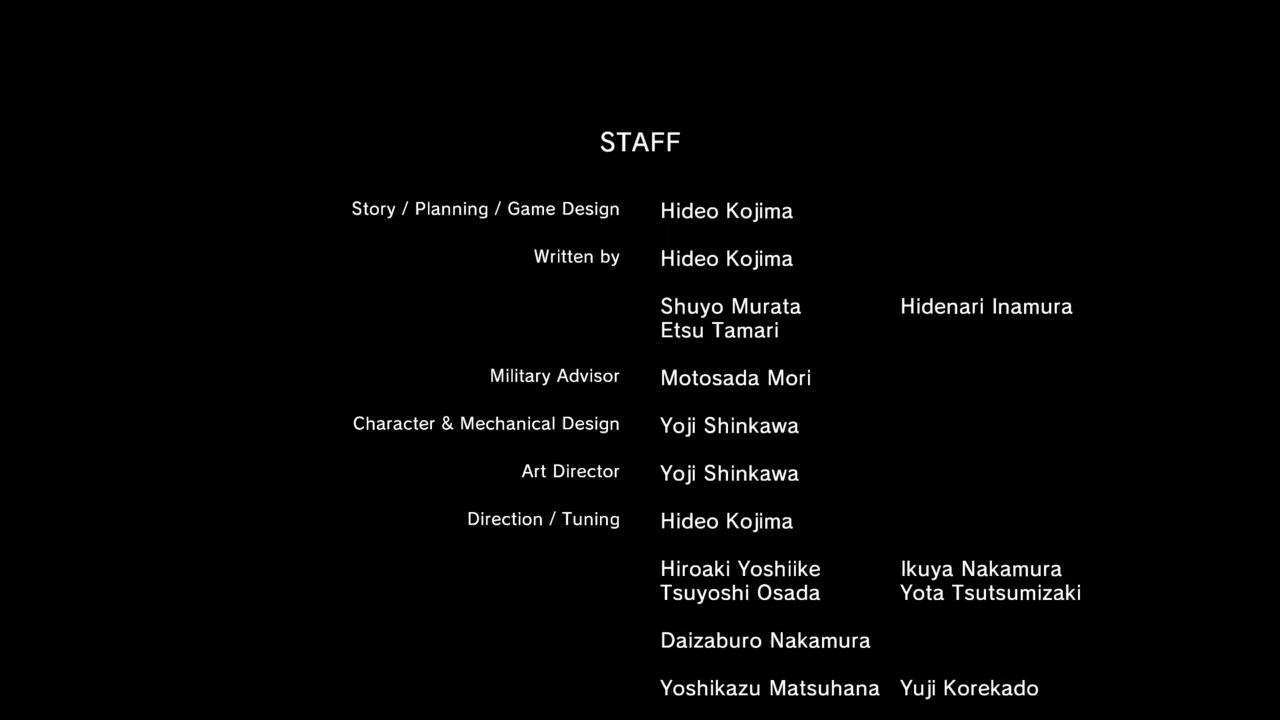 STAFF
Story / Planning / Game Design Hideo Kojima
Written by Hideo Kojima
Shuyo Murata Hidenari Inamura
Etsu Tamari
Military Advisor Motosada Mori
Character & Mechanical Design Yoji Shinkawa
Art Director Yoji Shinkawa
Direction / Tuning Hideo Kojima
Hiroaki Yoshiike Ikuya Nakamura
Tsuyoshi Osada Yota Tsutsumizaki
Daizaburo Nakamura
Yoshikazu Matsuhana Yuji Korekado